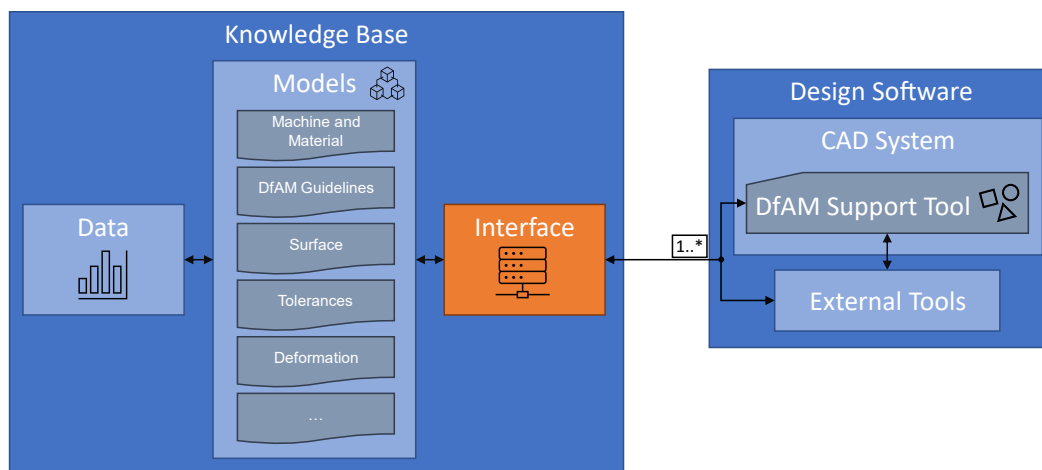 Knowledge Base
Data
Models
Machine and
Material
DfAM Guidelines
Surface
Tolerances
Deformation
...
Interface
1..*
Design Software
CAD System
DfAM Support Tool
External Tools